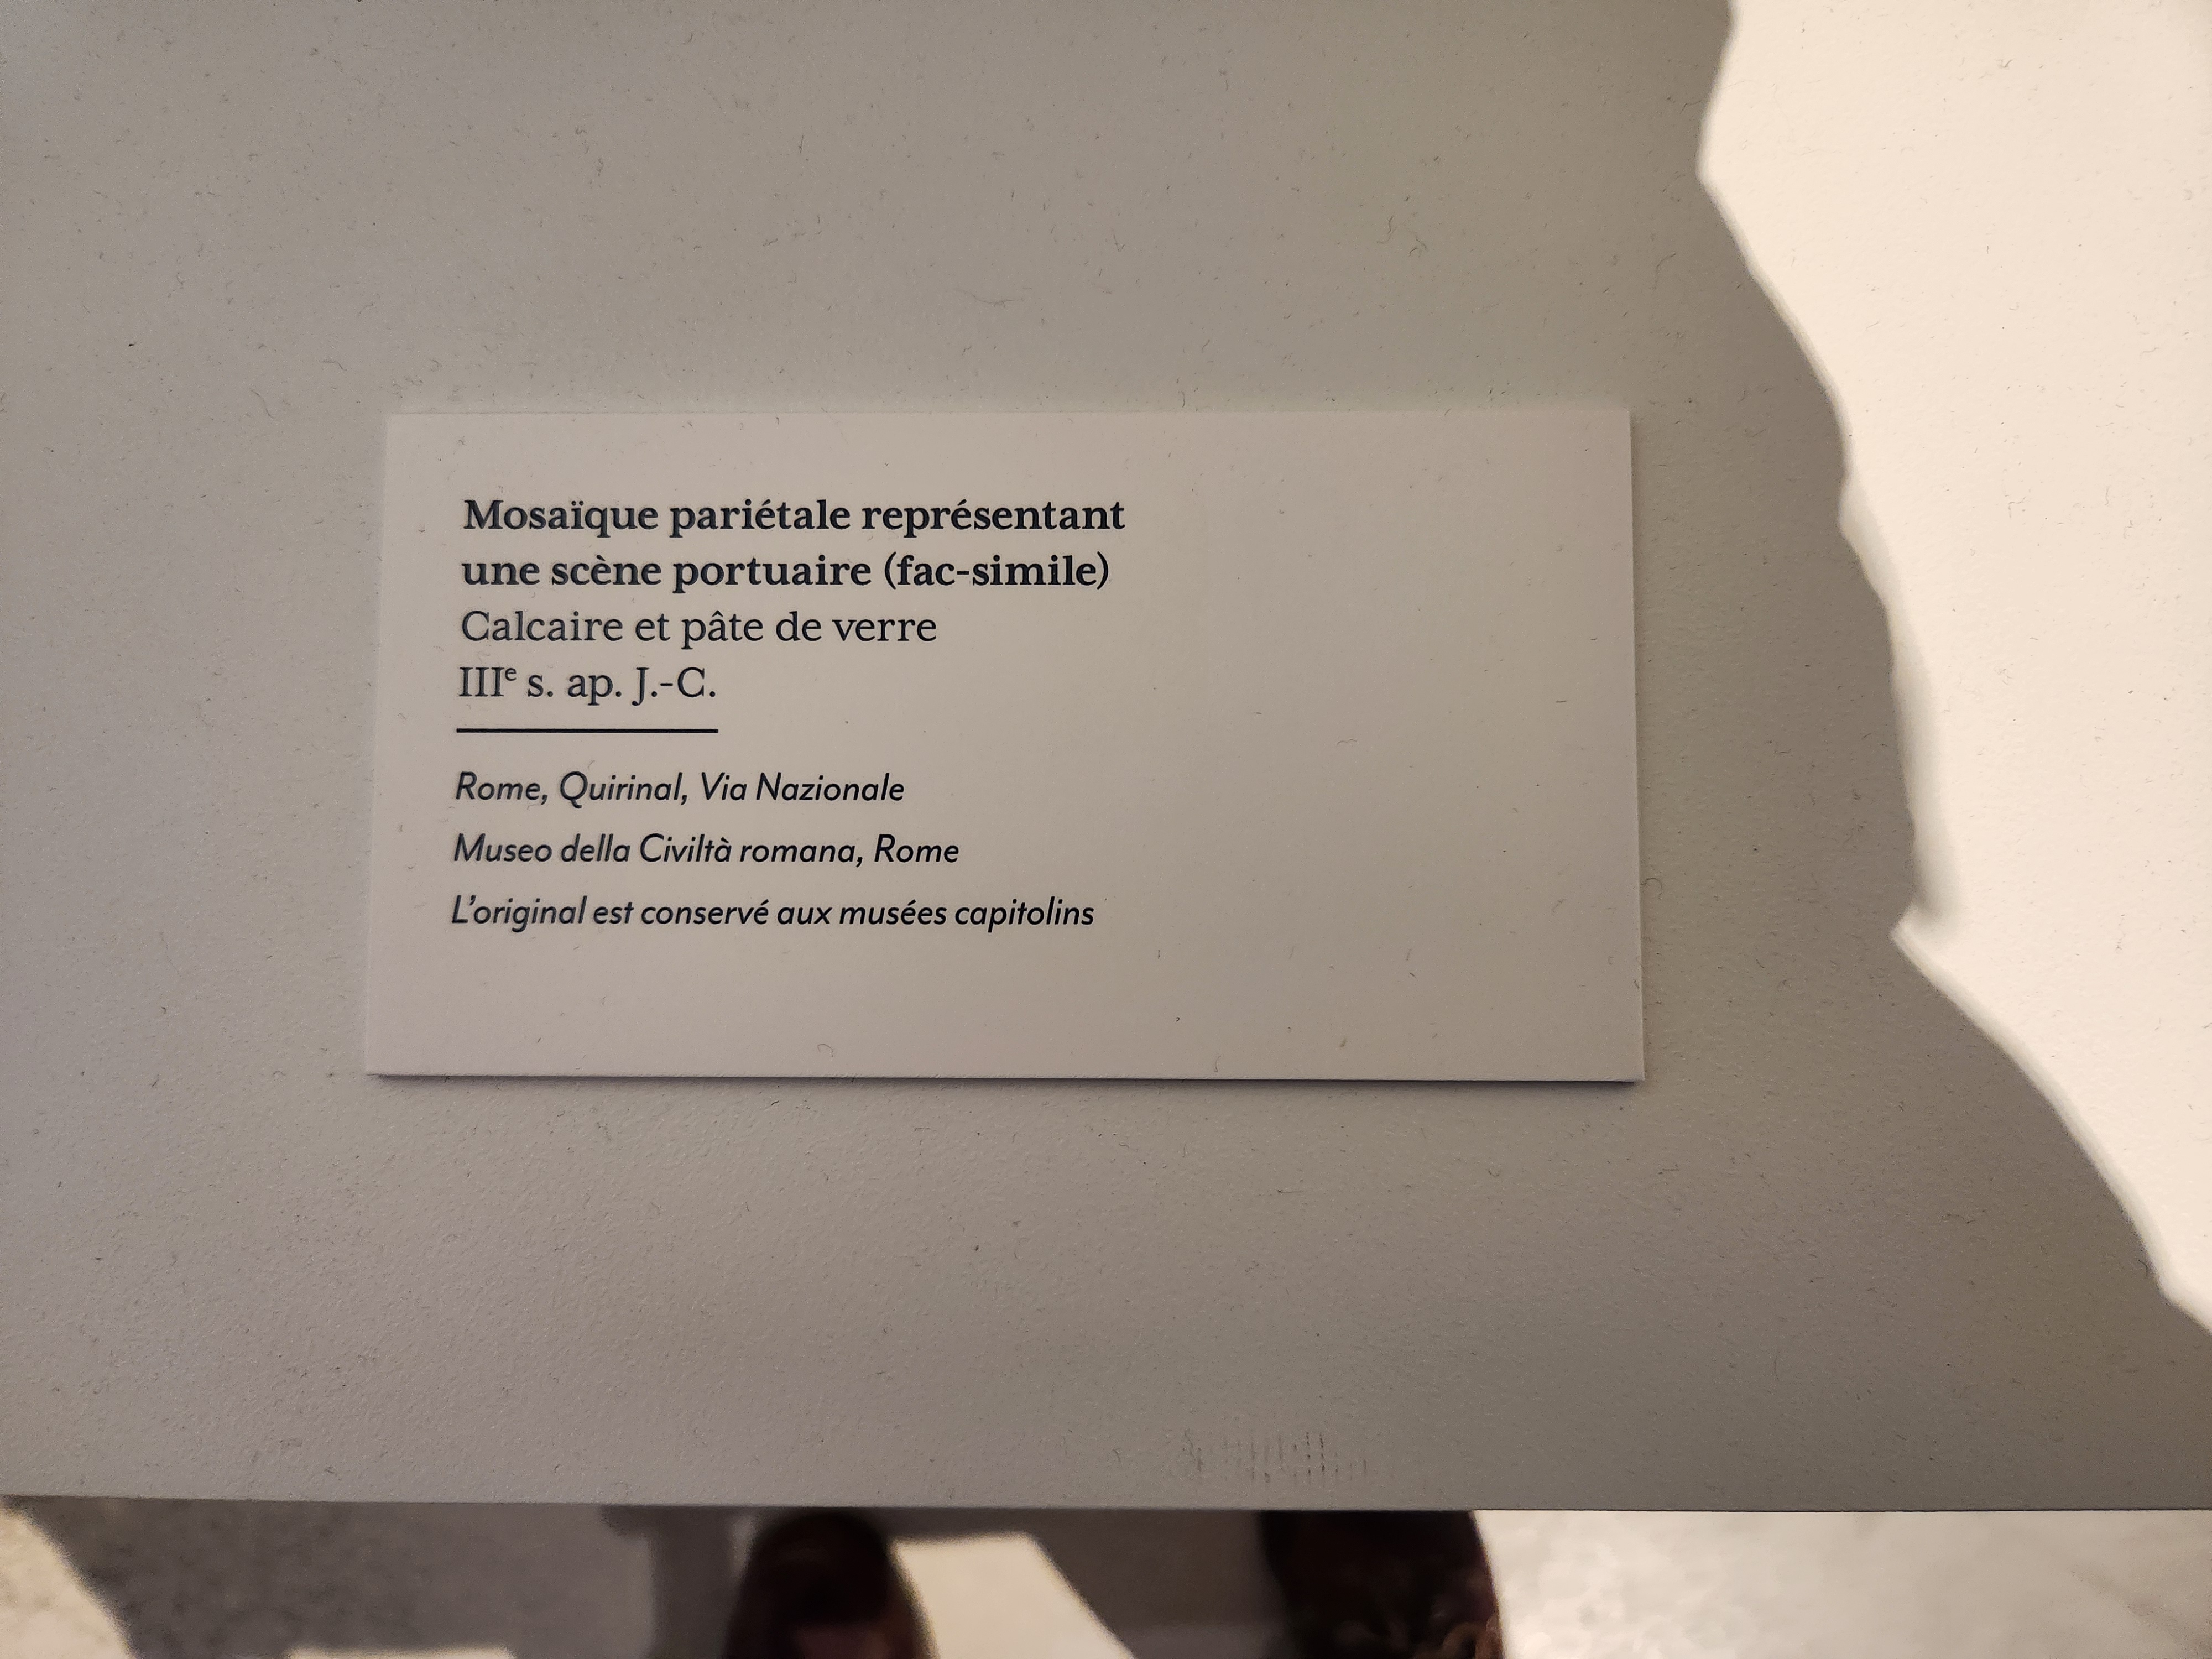 Mosaïque pariétale représentant
une scène portuaire (fac-simile)
Calcaire et pâte de verre
IIIe s. ap. J.-C.
Rome, Quirinal, Via Nazionale
Museo della Civiltà romana, Rome
L’original est conservé aux musées capitolins